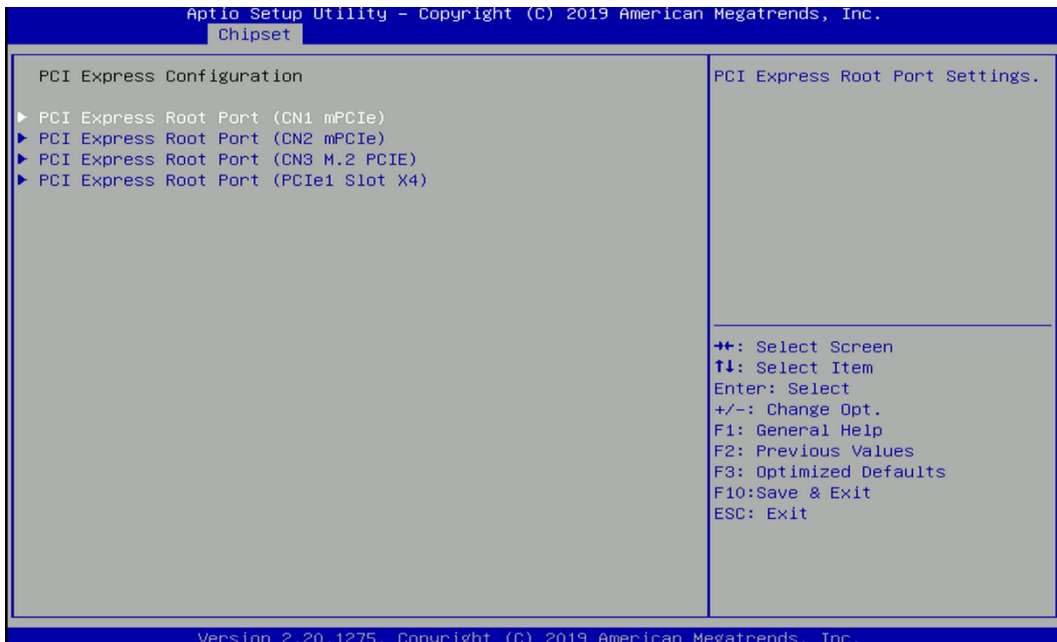 Aptio Setup Utility – Copyright (C) 2019 American Megatrends, Inc.
Chipset
PCI Express Configuration
► PCI Express Root Port (CN1 mPCIe)
► PCI Express Root Port (CN2 mPCIe)
► PCI Express Root Port (CN3 M.2 PCIE)
► PCI Express Root Port (PCIe1 Slot X4)
PCI Express Root Port Settings.
→←: Select Screen
↑↓: Select Item
Enter: Select
+/-: Change Opt.
F1: General Help
F2: Previous Values
F3: Optimized Defaults
F10:Save & Exit
ESC: Exit
Version 2.20.1275. Copyright (C) 2019 American Megatrends, Inc.